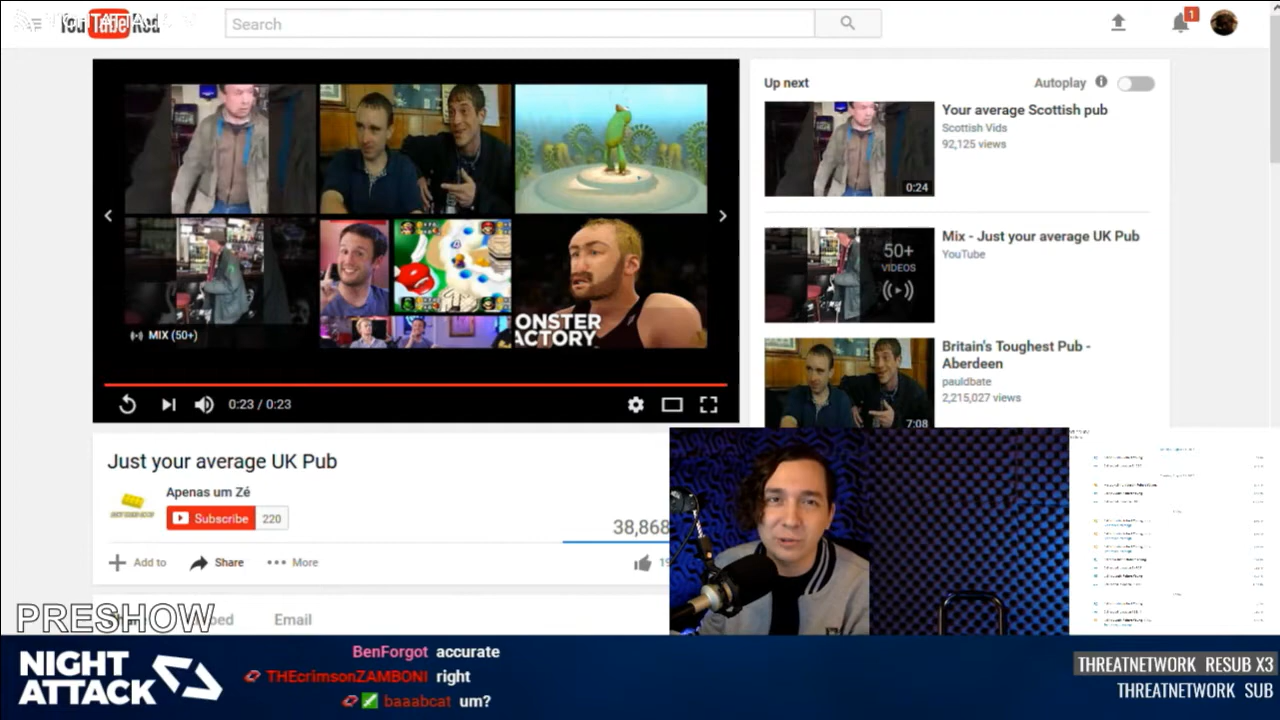 YouTube Red
Search
1
Up next
Autoplay
Your average Scottish pub
Scottish Vids
92,125 views
0:24
Mix - Just your average UK Pub
YouTube
50+
VIDEOS
Britain's Toughest Pub -
Aberdeen
pauldbate
2,215,027 views
7:08
MIX (50+)
ONSTER
ACTORY
0:23 / 0:23
Just your average UK Pub
Apenas um Zé
Subscribe 220
38,868
Add to Share More
Email
PRESHOW
NIGHT
ATTACK
BenForgot accurate
THEcrimsonZAMBONI right
baaabcat um?
THREATNETWORK RESUB X3
THREATNETWORK SUB